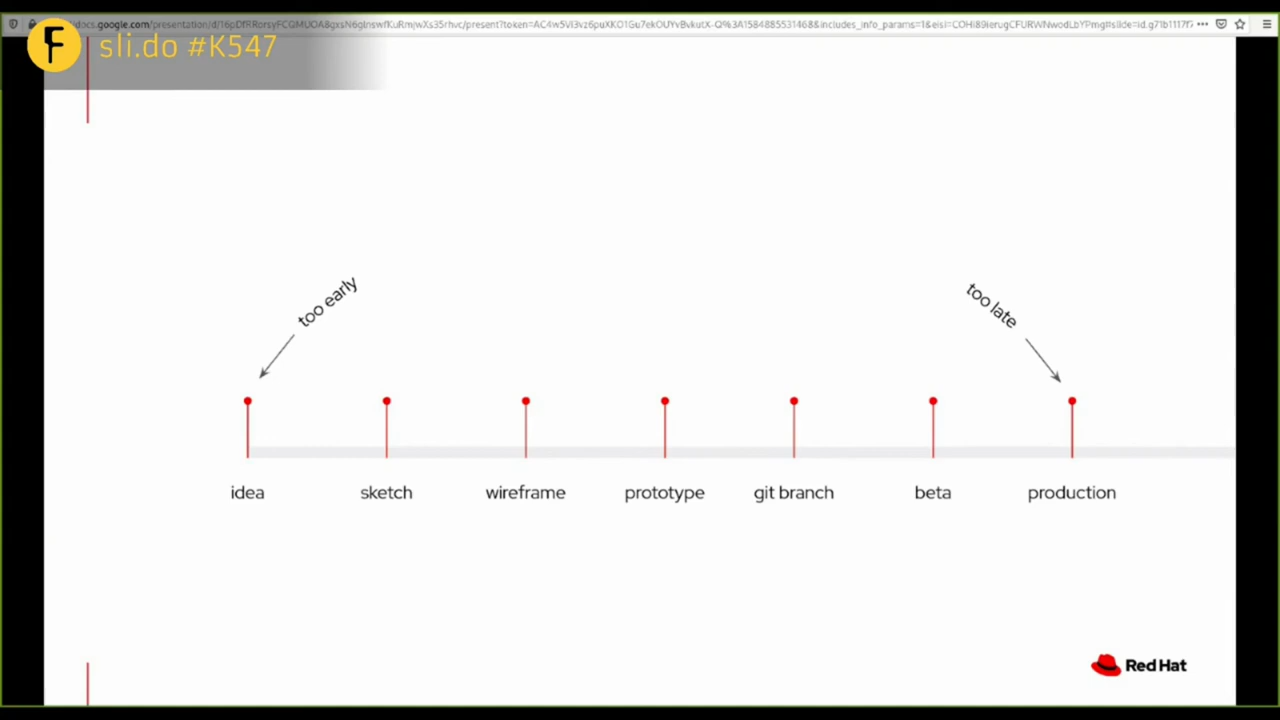 F
sli.do #K547
too early
too late
idea
sketch
wireframe
prototype
git branch
beta
production
Red Hat